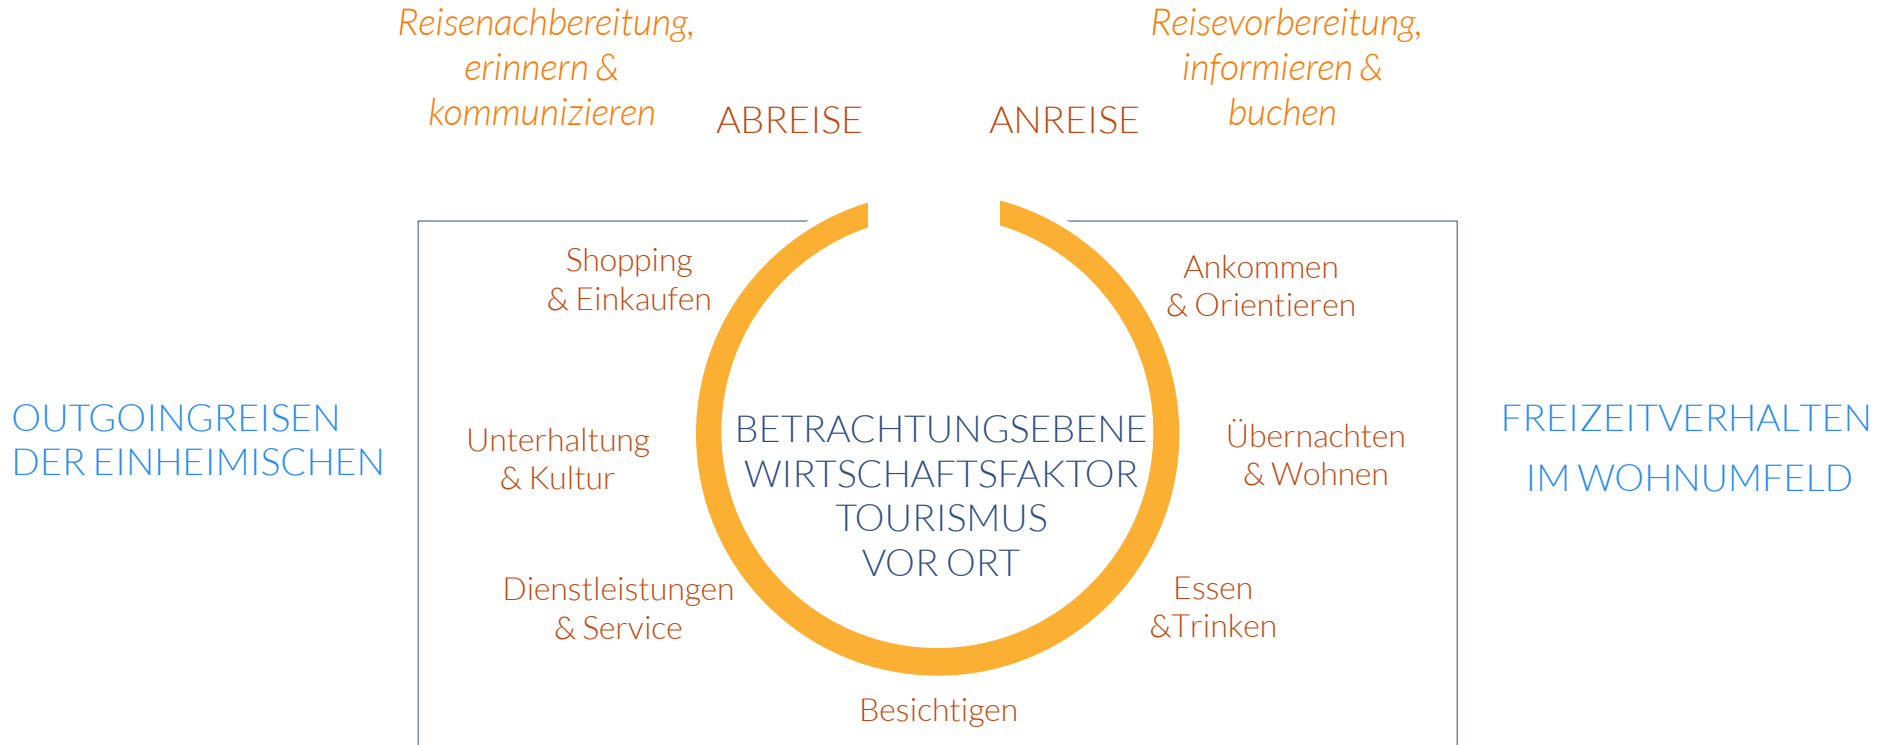 Reisenachbereitung,
erinnern &
kommunizieren
Reisevorbereitung,
informieren &
buchen
ABREISE
ANREISE
Shopping
& Einkaufen
Ankommen
& Orientieren
OUTGOINGREISEN
DER EINHEIMISCHEN
Unterhaltung
& Kultur
BETRACHTUNGSEBENE
WIRTSCHAFTSFAKTOR
TOURISMUS
VOR ORT
Übernachten
& Wohnen
FREIZEITVERHALTEN
IM WOHNUMFELD
Dienstleistungen
& Service
Essen
&Trinken
Besichtigen